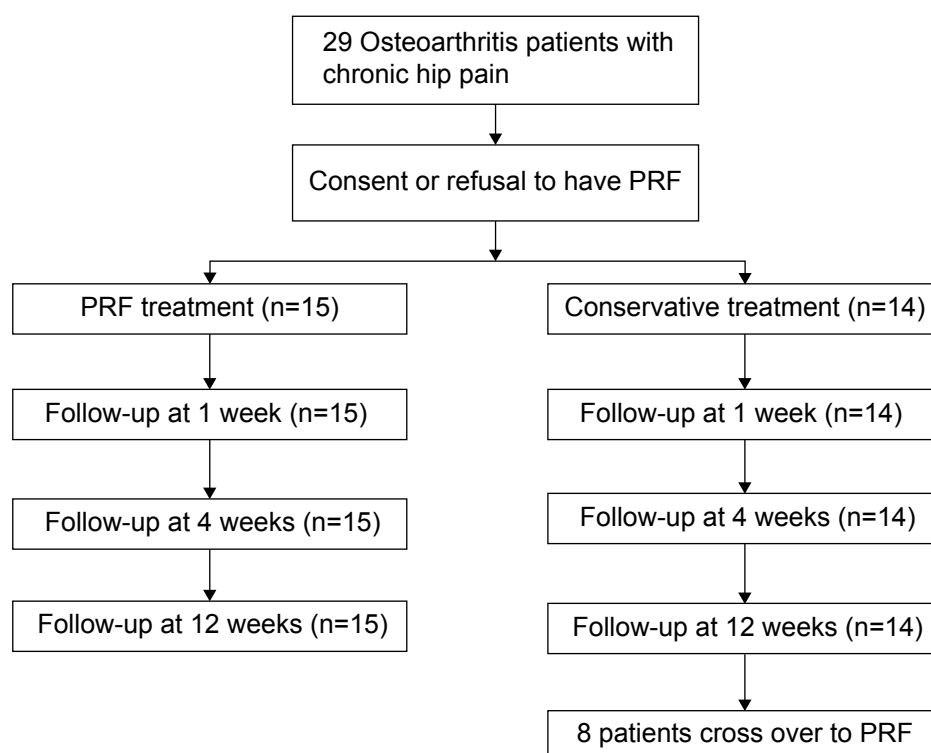 29 Osteoarthritis patients with
chronic hip pain
Consent or refusal to have PRF
PRF treatment (n=15)
Conservative treatment (n=14)
Follow-up at 1 week (n=15)
Follow-up at 1 week (n=14)
Follow-up at 4 weeks (n=15)
Follow-up at 4 weeks (n=14)
Follow-up at 12 weeks (n=15)
Follow-up at 12 weeks (n=14)
8 patients cross over to PRF